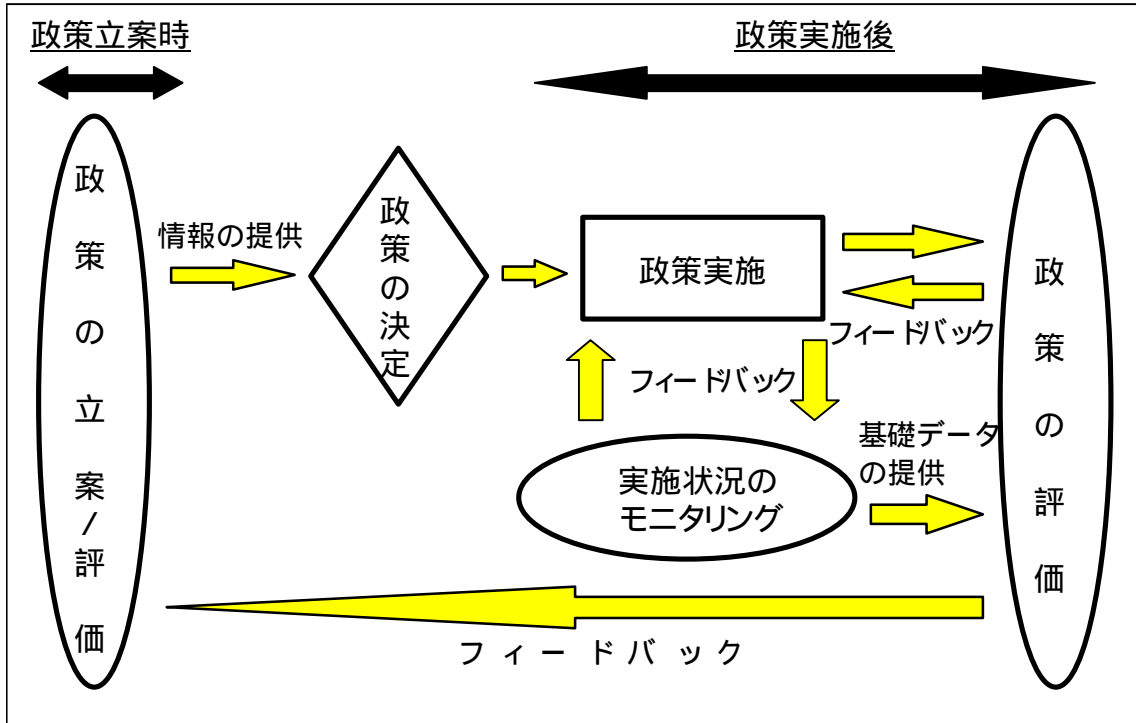 政策立案時
政策実施後
政策の立案/評価
情報の提供
政策の決定
政策実施
フィードバック
フィードバック
実施状況の
モニタリング
基礎データ
の提供
政策の評価
フィードバック